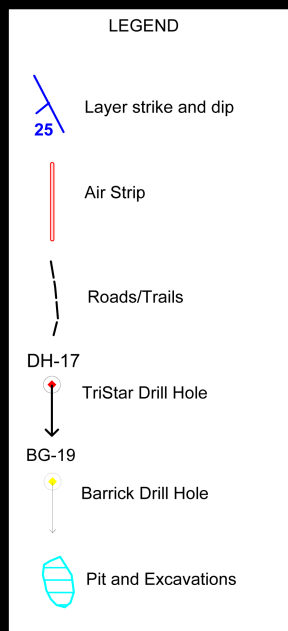 LEGEND
Layer strike and dip
25
Air Strip
Roads/Trails
DH-17
TriStar Drill Hole
BG-19
Barrick Drill Hole
Pit and Excavations